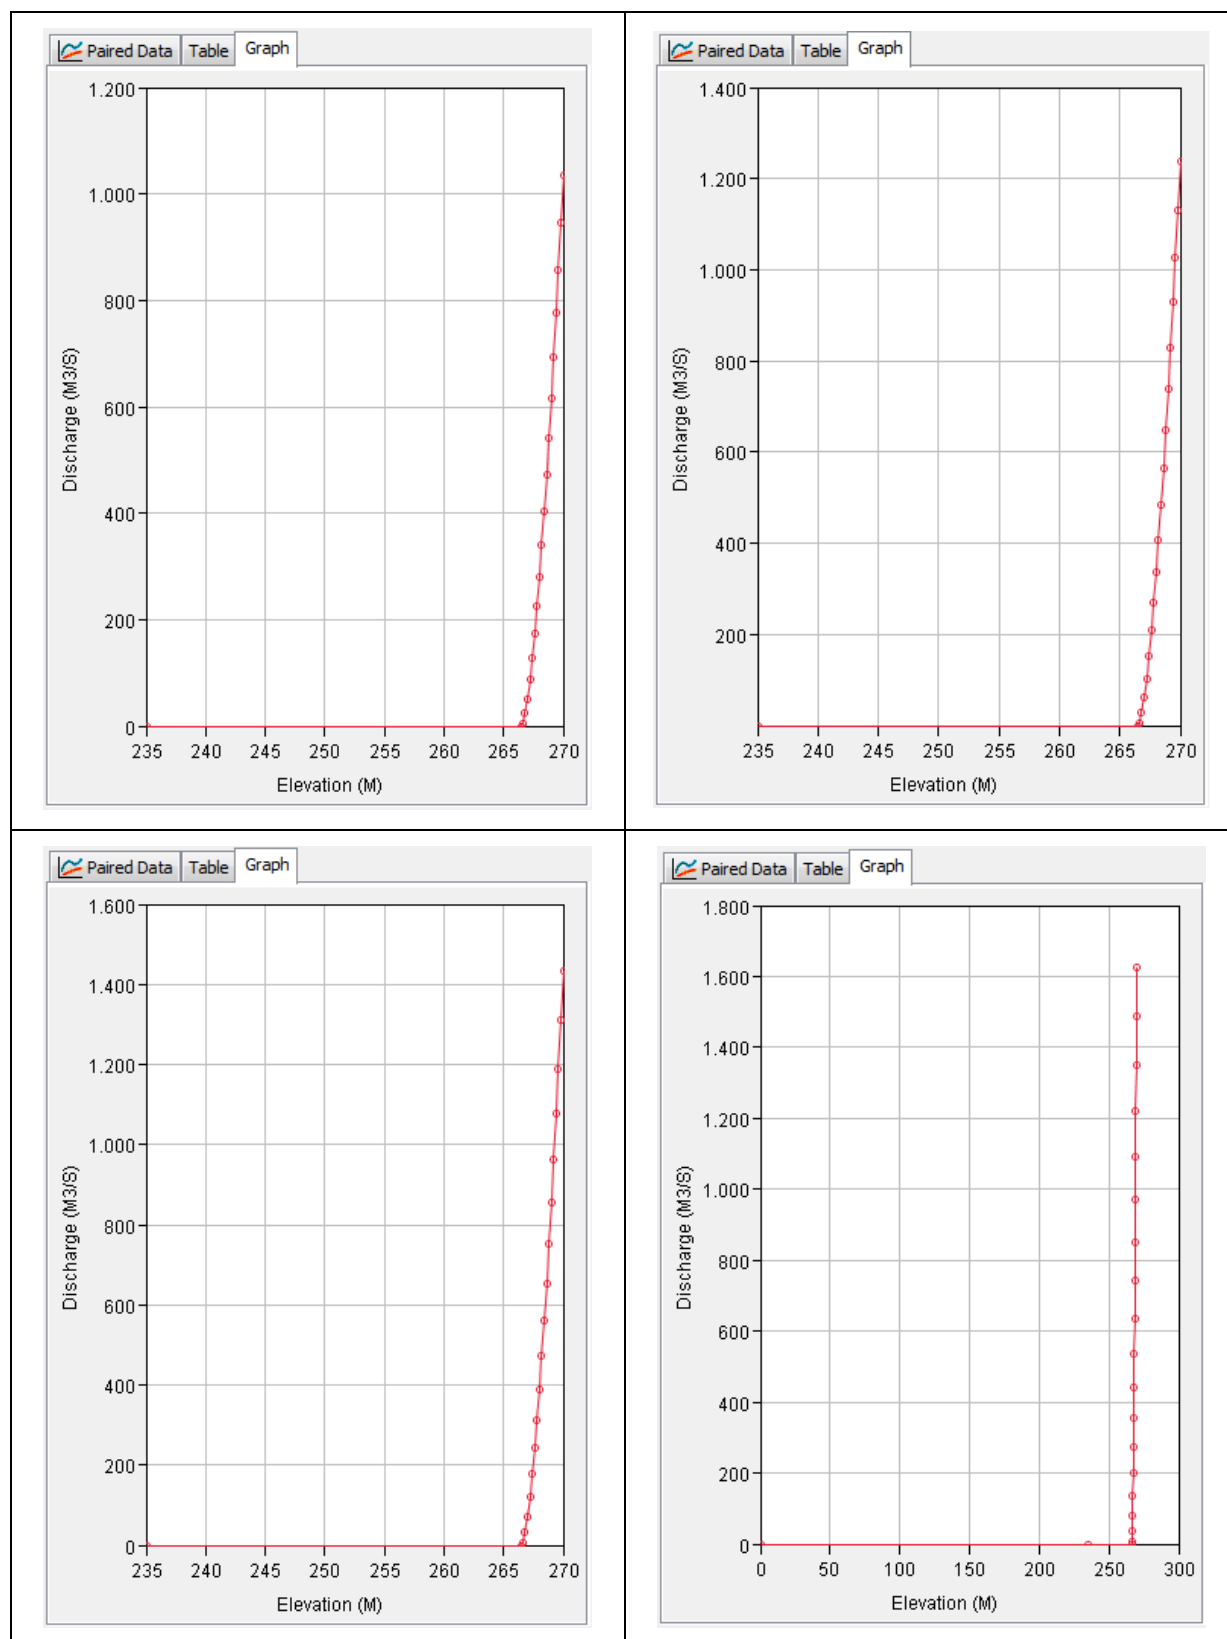 Paired Data Table Graph
1.200
1.000
800
600
400
200
0
Discharge (M3/S)
235 240 245 250 255 260 265 270
Elevation (M)
Paired Data Table Graph
1.400
1.200
1.000
800
600
400
200
Discharge (M3/S)
235 240 245 250 255 260 265 270
Elevation (M)
Paired Data Table Graph
1.600
1.400
1.200
1.000
800
600
400
200
0
Discharge (M3/S)
235 240 245 250 255 260 265 270
Elevation (M)
Paired Data Table Graph
1.800
1.600
1.400
1.200
1.000
800
600
400
200
0
Discharge (M3/S)
0 50 100 150 200 250 300
Elevation (M)